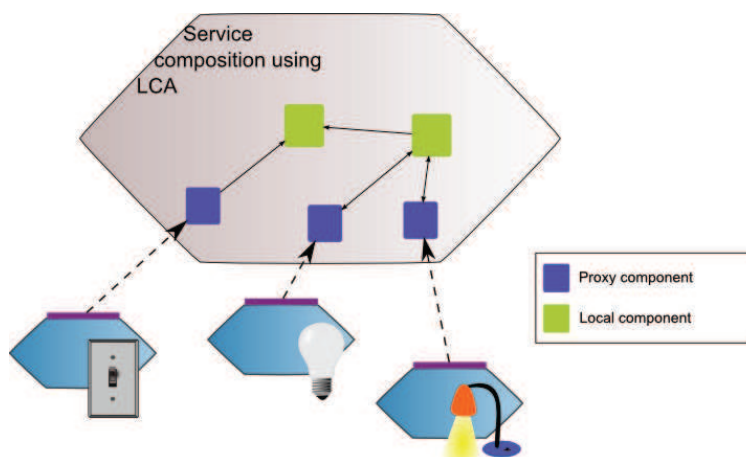 Service
composition using
LCA
Proxy component
Local component